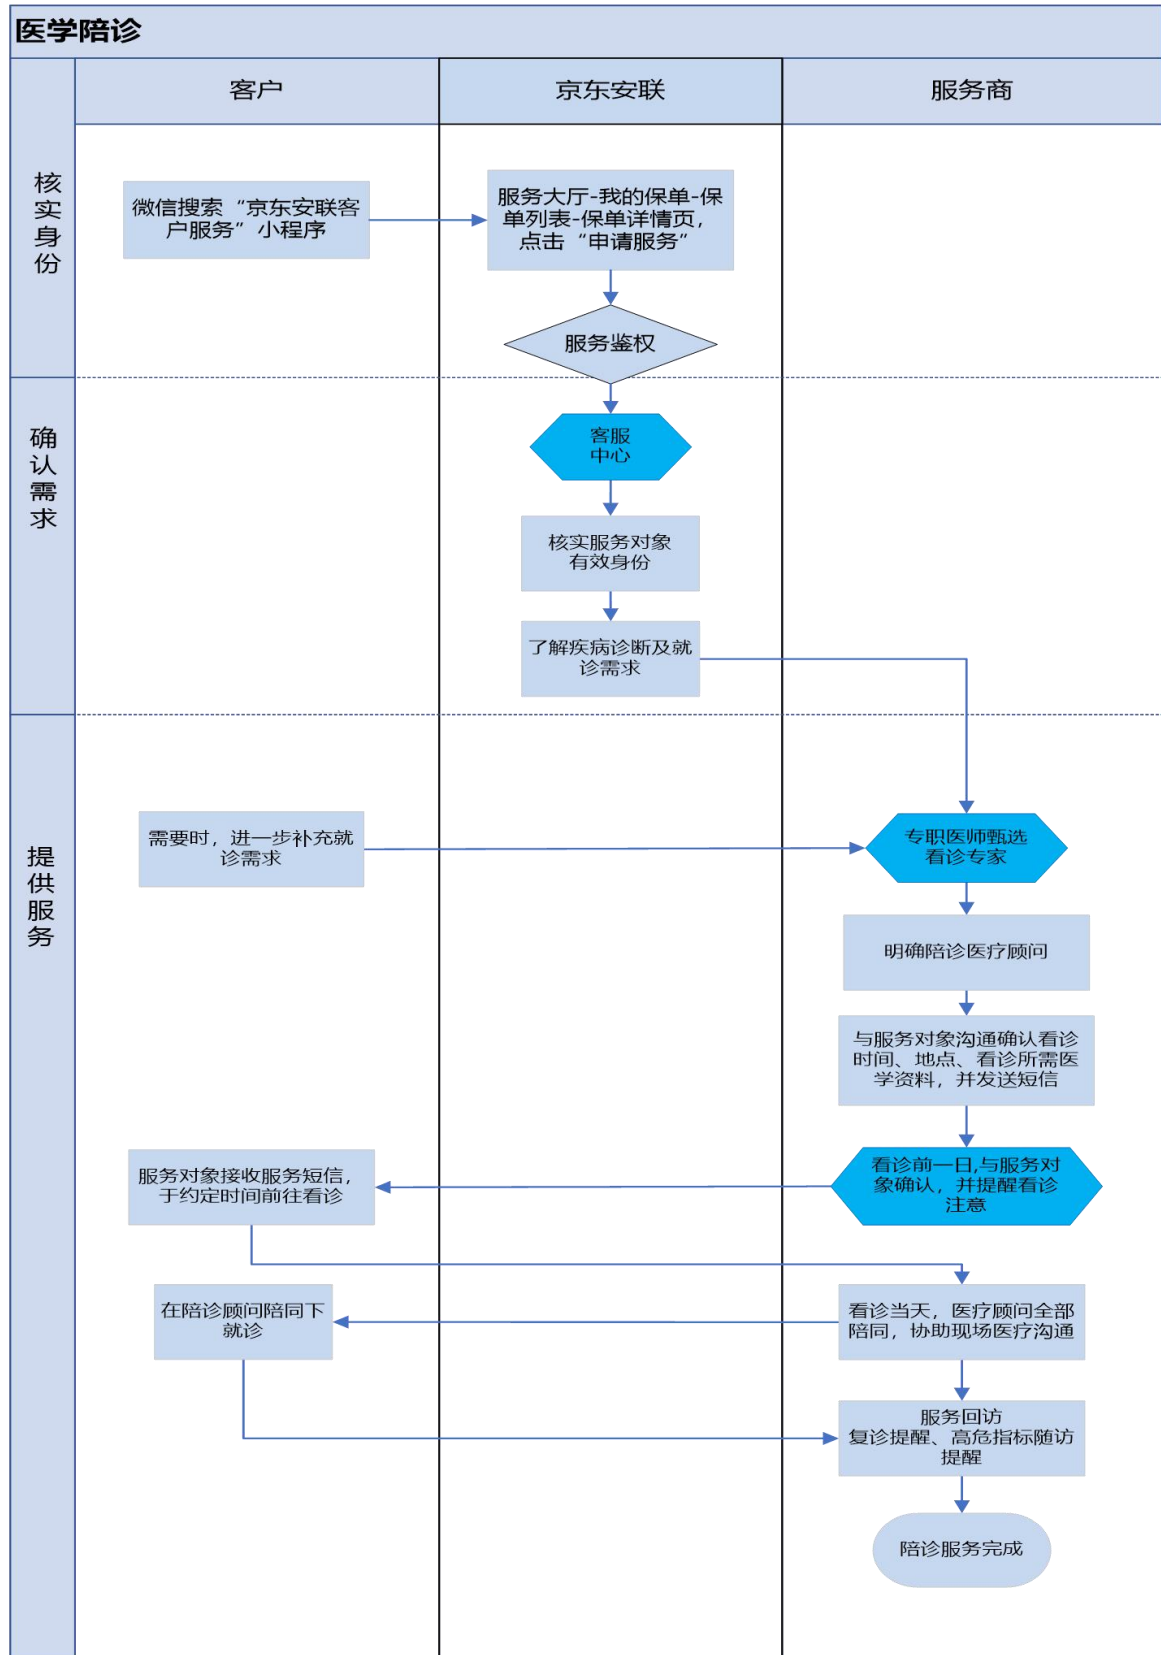 医学陪诊
客户
京东安联
服务商
核实身份
微信搜索“京东安联客
户服务”小程序
服务大厅-我的保单-保
单列表-保单详情页，
点击“申请服务”
服务鉴权
确认需求
客服
中心
核实服务对象
有效身份
了解疾病诊断及就
诊需求
提供服务
需要时，进一步补充就
诊需求
专职医师甄选
看诊专家
明确陪诊医疗顾问
与服务对象沟通确认看诊
时间、地点、看诊所需医
学资料，并发送短信
服务对象接收服务短信，
于约定时间前往看诊
看诊前一日,与服务对
象确认，并提醒看诊
注意
在陪诊顾问陪同下
就诊
看诊当天，医疗顾问全部
陪同，协助现场医疗沟通
服务回访
复诊提醒、高危指标随访
提醒
陪诊服务完成